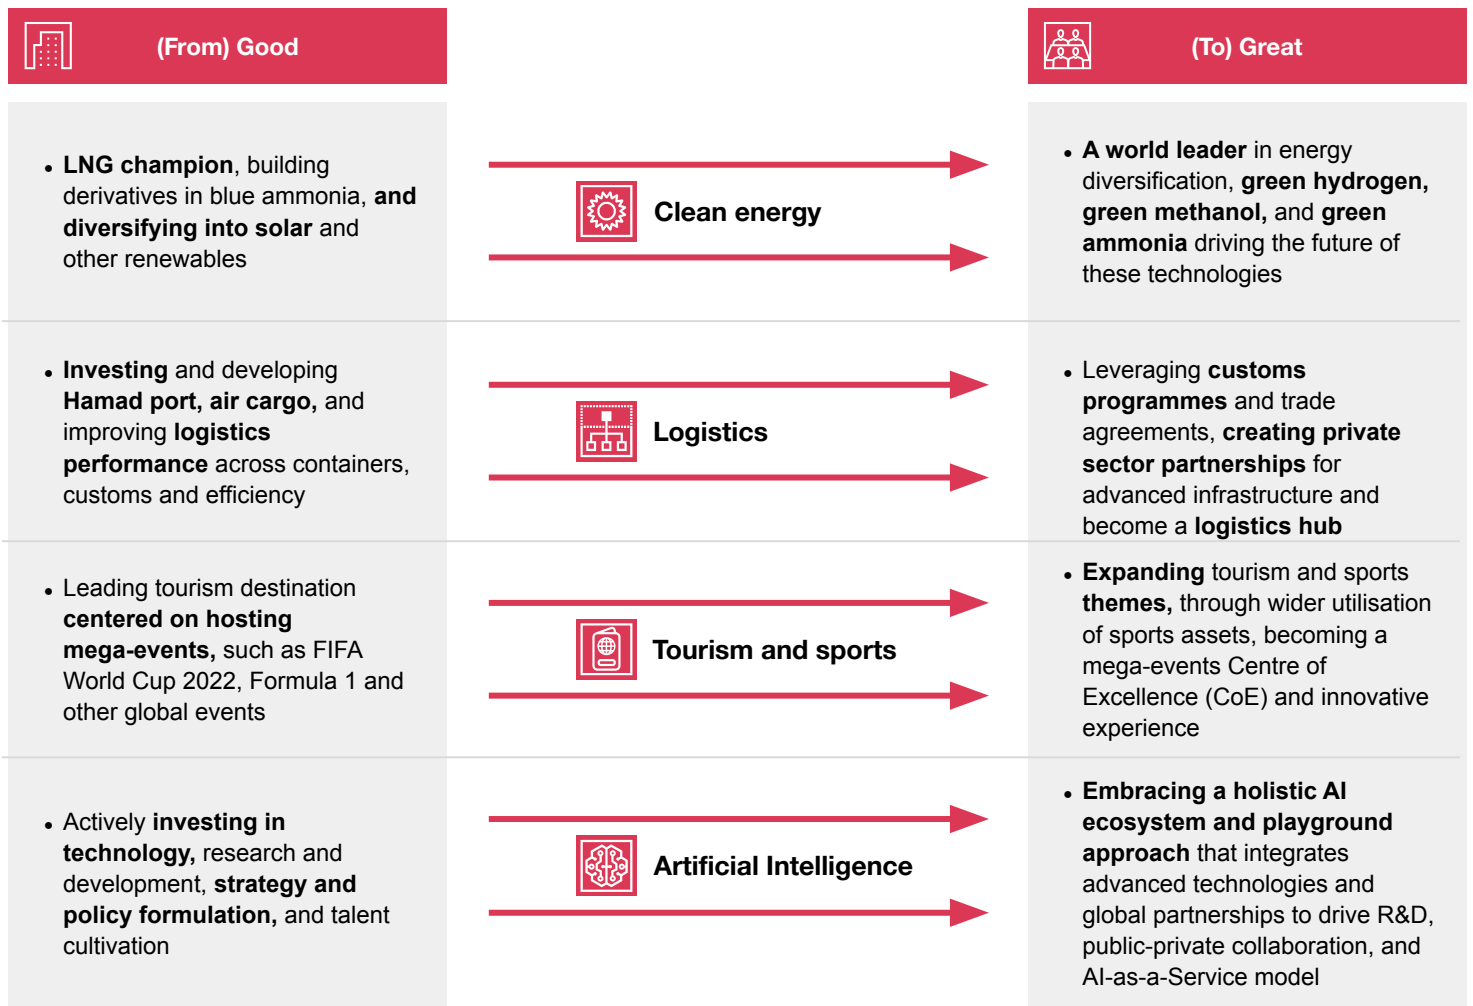 (From) Good
(To) Great
• LNG champion, building
derivatives in blue ammonia, and
diversifying into solar and
other renewables
Clean energy
• A world leader in energy
diversification, green hydrogen,
green methanol, and green
ammonia driving the future of
these technologies
• Investing and developing
Hamad port, air cargo, and
improving logistics
performance across containers,
customs and efficiency
Logistics
• Leveraging customs
programmes and trade
agreements, creating private
sector partnerships for
advanced infrastructure and
become a logistics hub
• Leading tourism destination
centered on hosting
mega-events, such as FIFA
World Cup 2022, Formula 1 and
other global events
Tourism and sports
• Expanding tourism and sports
themes, through wider utilisation
of sports assets, becoming a
mega-events Centre of
Excellence (CoE) and innovative
experience
• Actively investing in
technology, research and
development, strategy and
policy formulation, and talent
cultivation
Artificial Intelligence
• Embracing a holistic AI
ecosystem and playground
approach that integrates
advanced technologies and
global partnerships to drive R&D,
public-private collaboration, and
AI-as-a-Service model